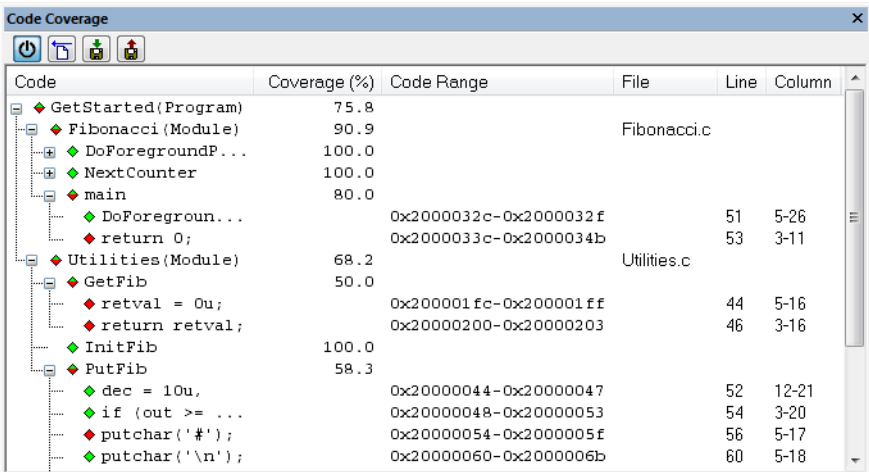 Code Coverage
Code Coverage (%) Code Range File Line Column
GetStarted(Program) 75.8
Fibonacci(Module) 90.9 Fibonacci.c
DoForegroundP... 100.0
NextCounter 100.0
main 80.0
DoForegroun... 0x2000032c-0x2000032f 51 5-26
return 0; 0x2000033c-0x2000034b 53 3-11
Utilities(Module) 68.2 Utilities.c
GetFib 50.0
retval = 0u; 0x200001fc-0x200001ff 44 5-16
return retval; 0x20000200-0x20000203 46 3-16
InitFib 100.0
PutFib 58.3
dec = 10u, 0x20000044-0x20000047 52 12-21
if (out >= ... 0x20000048-0x20000053 54 3-20
putchar('#'); 0x20000054-0x2000005f 56 5-17
putchar('\n'); 0x20000060-0x2000006b 60 5-18